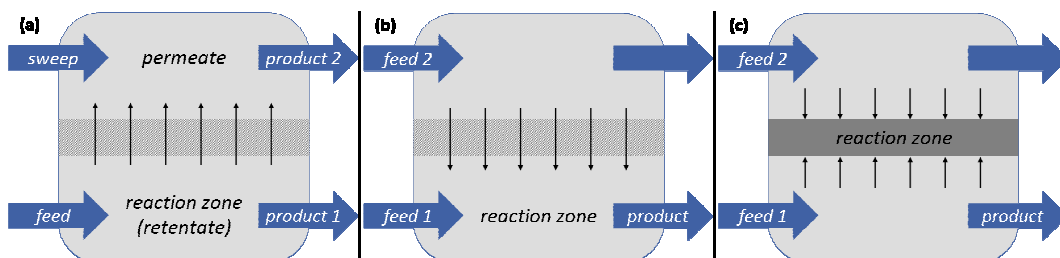 (a)
sweep
permeate
product 2
feed
reaction zone
(retentate)
product 1
(b)
feed 2
feed 1
reaction zone
product
(c)
feed 2
reaction zone
feed 1
product